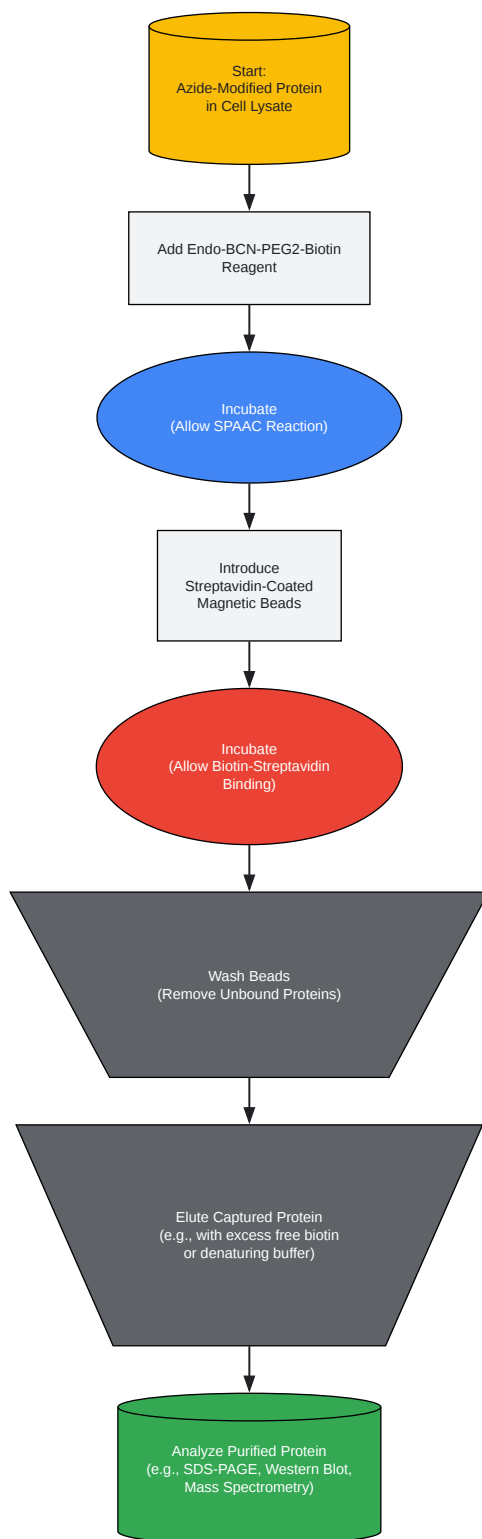 Start:
Azide-Modified Protein
in Cell Lysate
Add Endo-BCN-PEG2-Biotin
Reagent
Incubate
(Allow SPAAC Reaction)
Introduce
Streptavidin-Coated
Magnetic Beads
Incubate
(Allow Biotin-Streptavidin
Binding)
Wash Beads
(Remove Unbound Proteins)
Elute Captured Protein
(e.g., with excess free biotin
or denaturing buffer)
Analyze Purified Protein
(e.g., SDS-PAGE, Western Blot,
Mass Spectrometry)